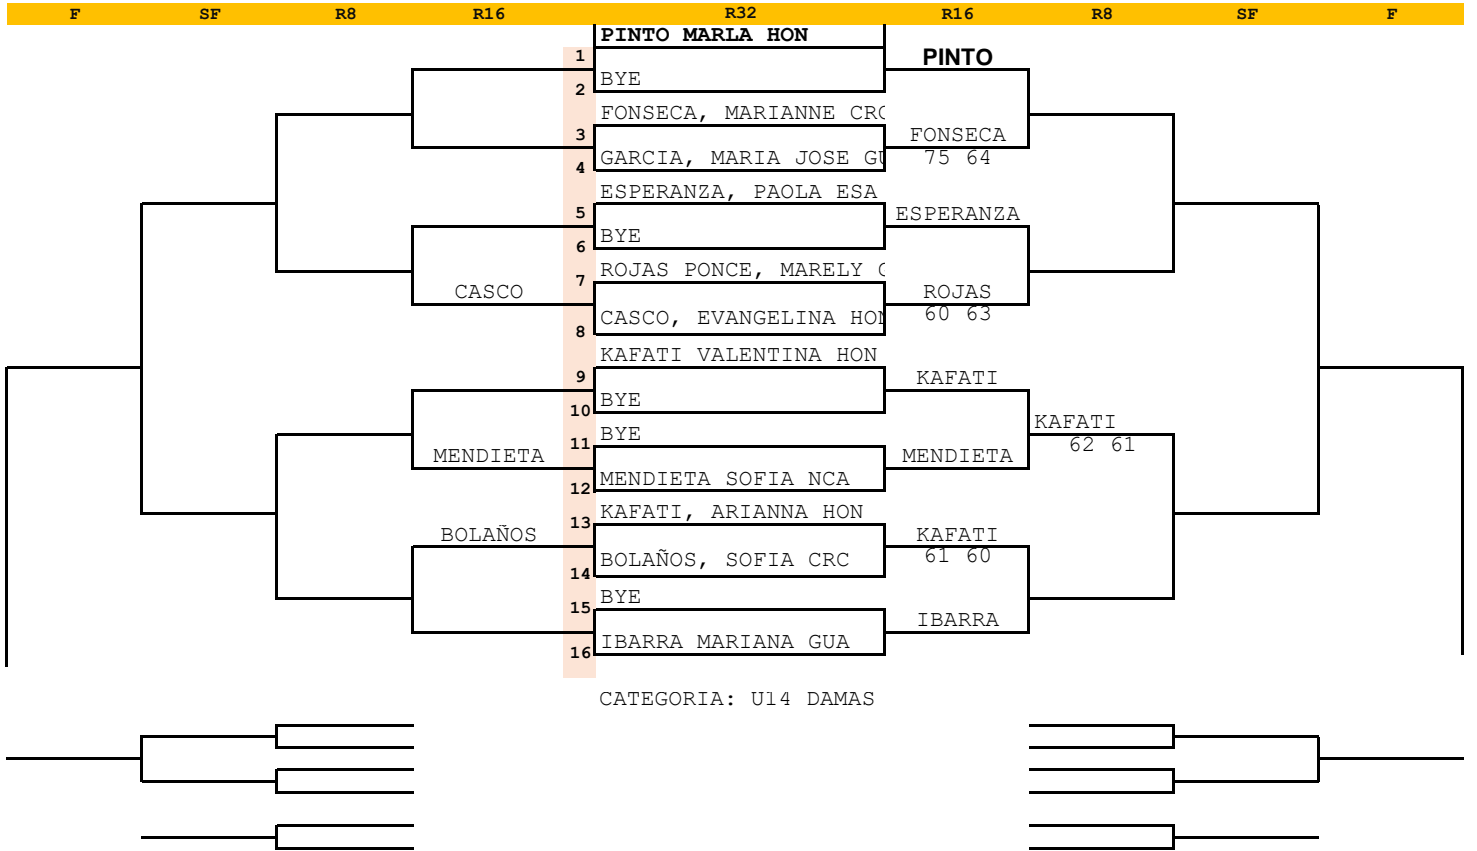 F SF R8 R16 R32 R16 R8 SF F
PINTO MARLA HON
1 PINTO
BYE
2
FONSECA, MARIANNE CRC
3 FONSECA
GARCIA, MARIA JOSE GU 75 64
4
ESPERANZA, PAOLA ESA
5 ESPERANZA
BYE
6
ROJAS PONCE, MARELY
7
CASCO ROJAS
CASCO, EVANGELINA HON 60 63
8
KAFATI VALENTINA HON
9 KAFATI
BYE
10
KAFATI
BYE
11 62 61
MENDIETA MENDIETA
MENDIETA SOFIA NCA
12
KAFATI, ARIANNA HON
13
BOLAÑOS KAFATI
BOLAÑOS, SOFIA CRC 61 60
14
BYE
15
IBARRA
IBARRA MARIANA GUA
16
CATEGORIA: U14 DAMAS